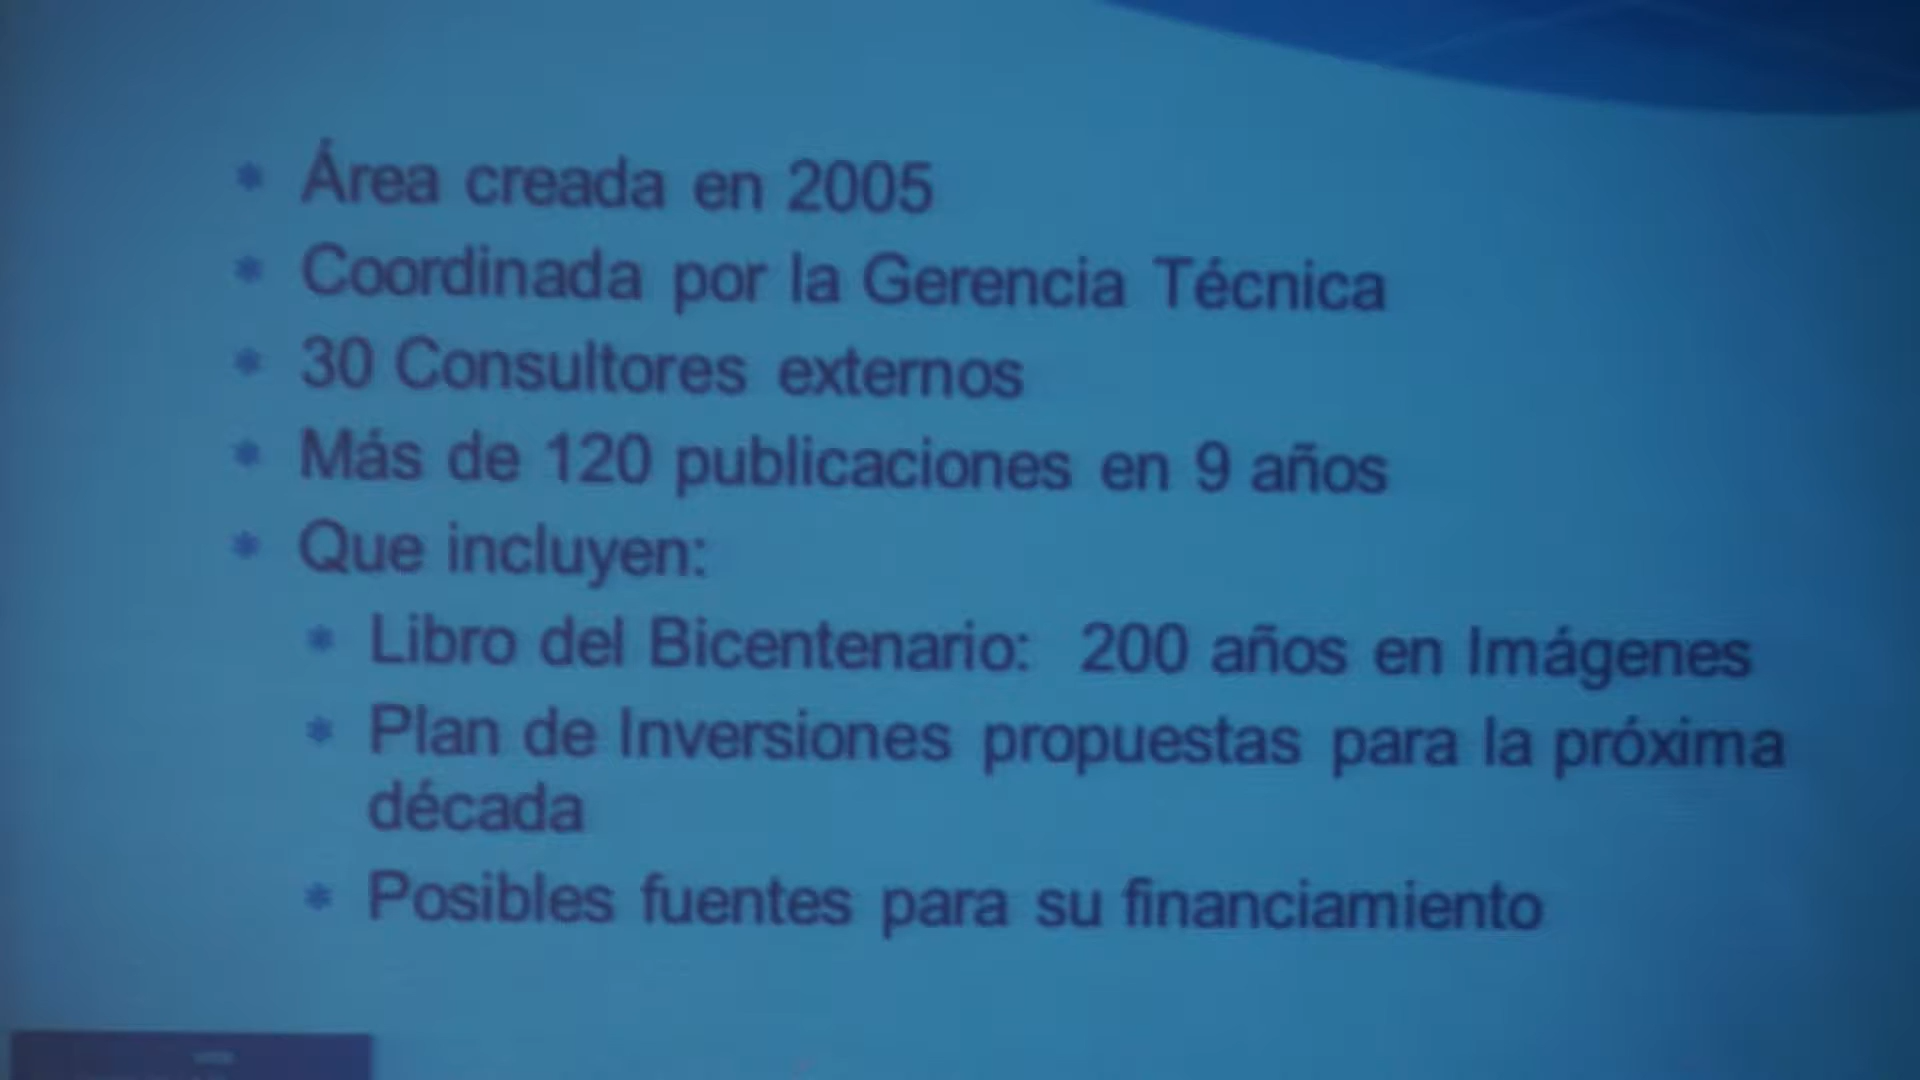 * Área creada en 2005
* Coordinada por la Gerencia Técnica
* 30 Consultores externos
* Más de 120 publicaciones en 9 años
* Que incluyen:
* Libro del Bicentenario: 200 años en Imágenes
* Plan de Inversiones propuestas para la próxima
década
* Posibles fuentes para su financiamiento